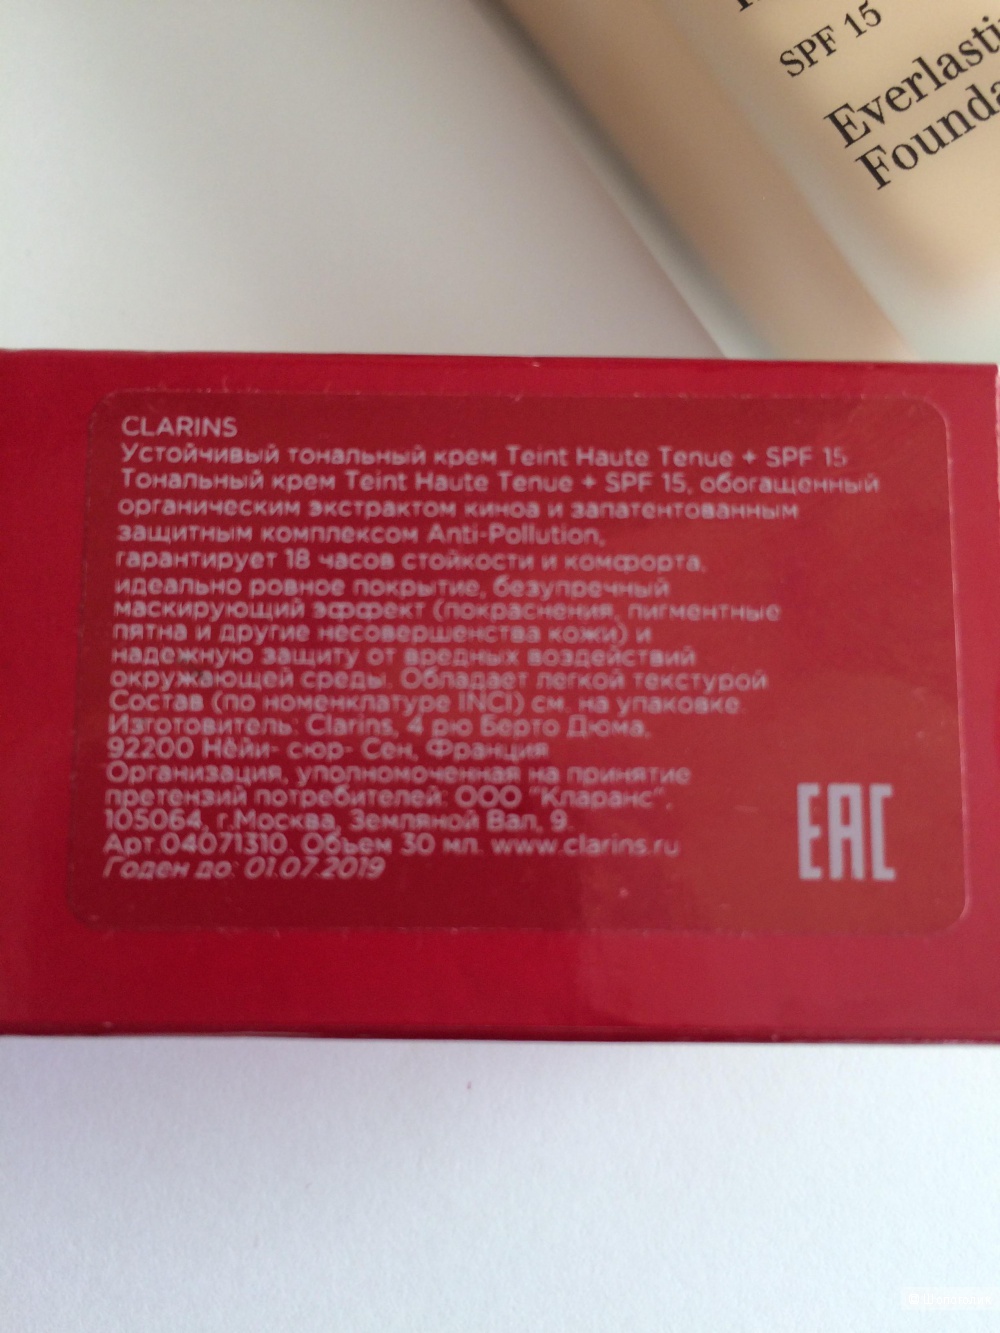 SPF 15
Everlasti
Founda
CLARINS
Устойчивый тональный крем Teint Haute Tenue + SPF 15
Тональный крем Teint Haute Tenue + SPF 15, обогащенный
органическим экстрактом киноа и запатентованным
защитным комплексом Anti-Pollution,
гарантирует 18 часов стойкости и комфорта,
идеально ровное покрытие, безупречный
маскирующий эффект (покраснения, пигментные
пятна и другие несовершенства кожи) и
надежную защиту от вредных воздействий
окружающей среды. Обладает легкой текстурой
Состав (по номенклатуре INCI) см. на упаковке.
Изготовитель: Clarins, 4 рю Берто Дюма,
92200 Нёйи- сюр- Сен, Франция
Организация, уполномоченная на принятие
претензий потребителей: ООО "Кларанс",
105064, г.Москва, Земляной Вал, 9.
Арт.04071310. Объем 30 мл. www.clarins.ru
Годен до: 01.07.2019
EAC